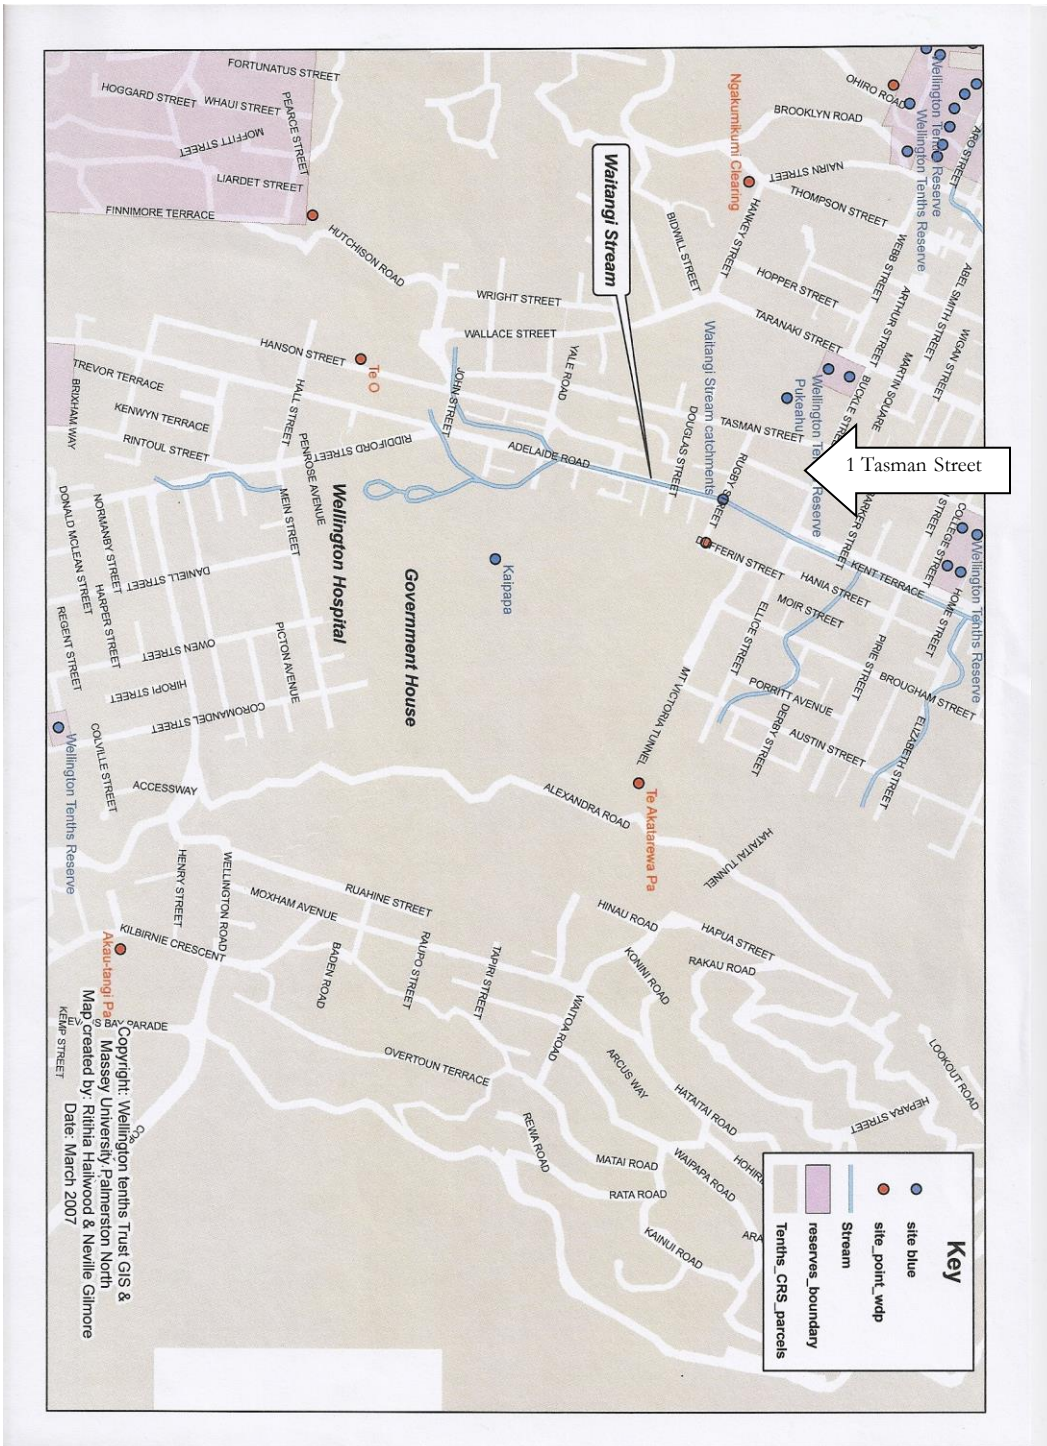 FORTUNATUS STREET
HOGGARD STREET
WHAUI STREET
PEARCE STREET
MOFFITT STREET
LIARDET STREET
FINNIMORE TERRACE
HUTCHISON ROAD
Ngakumikumi Clearing
OHIRO ROAD
BROOKLYN ROAD
Wellington Tenths Reserve
Wellington Tenths Reserve
ARO STREET
NAIRN STREET
THOMPSON STREET
HANKEY STREET
BIDWILL STREET
WEBB STREET
HOPPER STREET
TARANAKI STREET
ARTHUR STREET
ABEL SMITH STREET
WIGAN STREET
MARTIN SQUARE
BUCKLE STREET
Waitangi Stream
WRIGHT STREET
WALLACE STREET
HANSON STREET
Te O
YALE ROAD
JOHN STREET
TREVOR TERRACE
BRIXHAM WAY
KENWYN TERRACE
RINTOUL STREET
HALL STREET
PENROSE AVENUE
RIDDIFORD STREET
ADELAIDE ROAD
DOUGLAS STREET
Waitangi Stream catchments
TASMAN STREET
Pukeahu
Wellington Tenths Reserve
RUGBY STREET
1 Tasman Street
COLLEGE STREET
Wellington Tenths Reserve
KENT TERRACE
HOME STREET
DUFFERIN STREET
HANIA STREET
MOIR STREET
ELLICE STREET
PIRIE STREET
BROUGHAM STREET
PORRITT AVENUE
DERBY STREET
AUSTIN STREET
ELIZABETH STREET
MEIN STREET
Wellington Hospital
Government House
Kaipapa
DONALD MCLEAN STREET
NORMANBY STREET
DANIELL STREET
HARPER STREET
REGENT STREET
OWEN STREET
PICTON AVENUE
HIROPI STREET
COROMANDEL STREET
COLVILLE STREET
Wellington Tenths Reserve
ACCESSWAY
MT VICTORIA TUNNEL
Te Akatarewa Pa
ALEXANDRA ROAD
HATAITAI TUNNEL
HENRY STREET
WELLINGTON ROAD
RUAHINE STREET
MOXHAM AVENUE
KILBIRNIE CRESCENT
Akau-tangi Pa
BADEN ROAD
RAUPO STREET
TAPIRI STREET
HINAU ROAD
HAPUA STREET
KONINI ROAD
RAKAU ROAD
WAITOA ROAD
KEMP STREET
OVERTOUN TERRACE
ARCUS WAY
HATAITAI ROAD
LOOKOUT ROAD
HEPARA STREET
REWA ROAD
MATAI ROAD
WAIPAPA ROAD
RATA ROAD
KAINUI ROAD
Key
site blue
site_point_wdp
Stream
reserves_boundary
Tenths_CRS_parcels
Copyright: Wellington tenths Trust GIS &
Massey University Palmerston North
Map created by: Ritihia Hailwood & Neville Gilmore
Date: March 2007